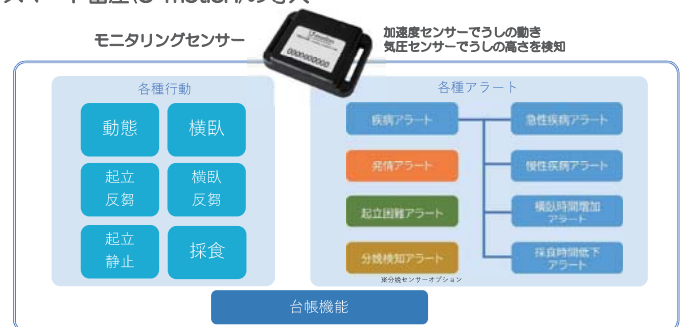 モニタリングセンサー
加速度センサーでうしの動き
気圧センサーでうしの高さを検知
各種行動
動態
横臥
起立
反芻
横臥
反芻
起立
静止
採食
各種アラート
疾病アラート
発情アラート
起立困難アラート
分娩検知アラート
※分娩センサーオプション
急性疾病アラート
慢性疾病アラート
横臥時間増加
アラート
採食時間低下
アラート
台帳機能